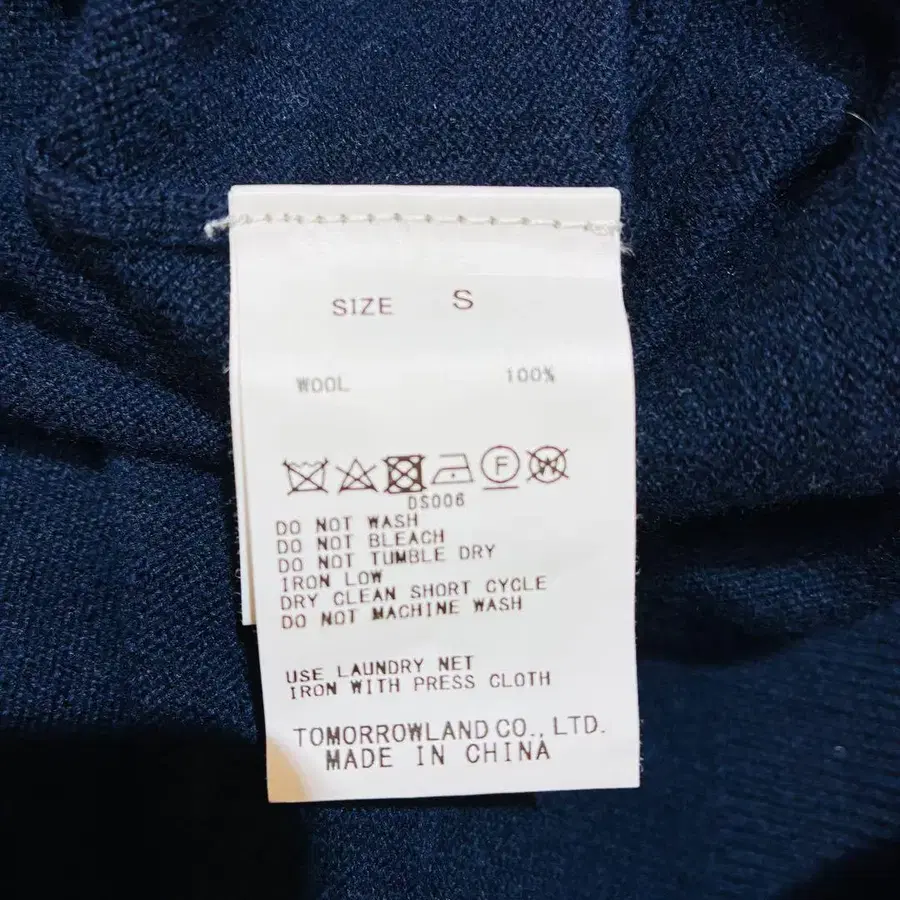 SIZE S
WOOL 100%
F W
DS006
DO NOT WASH
DO NOT BLEACH
DO NOT TUMBLE DRY
IRON LOW
DRY CLEAN SHORT CYCLE
DO NOT MACHINE WASH
USE LAUNDRY NET
IRON WITH PRESS CLOTH
TOMORROWLAND CO., LTD.
MADE IN CHINA